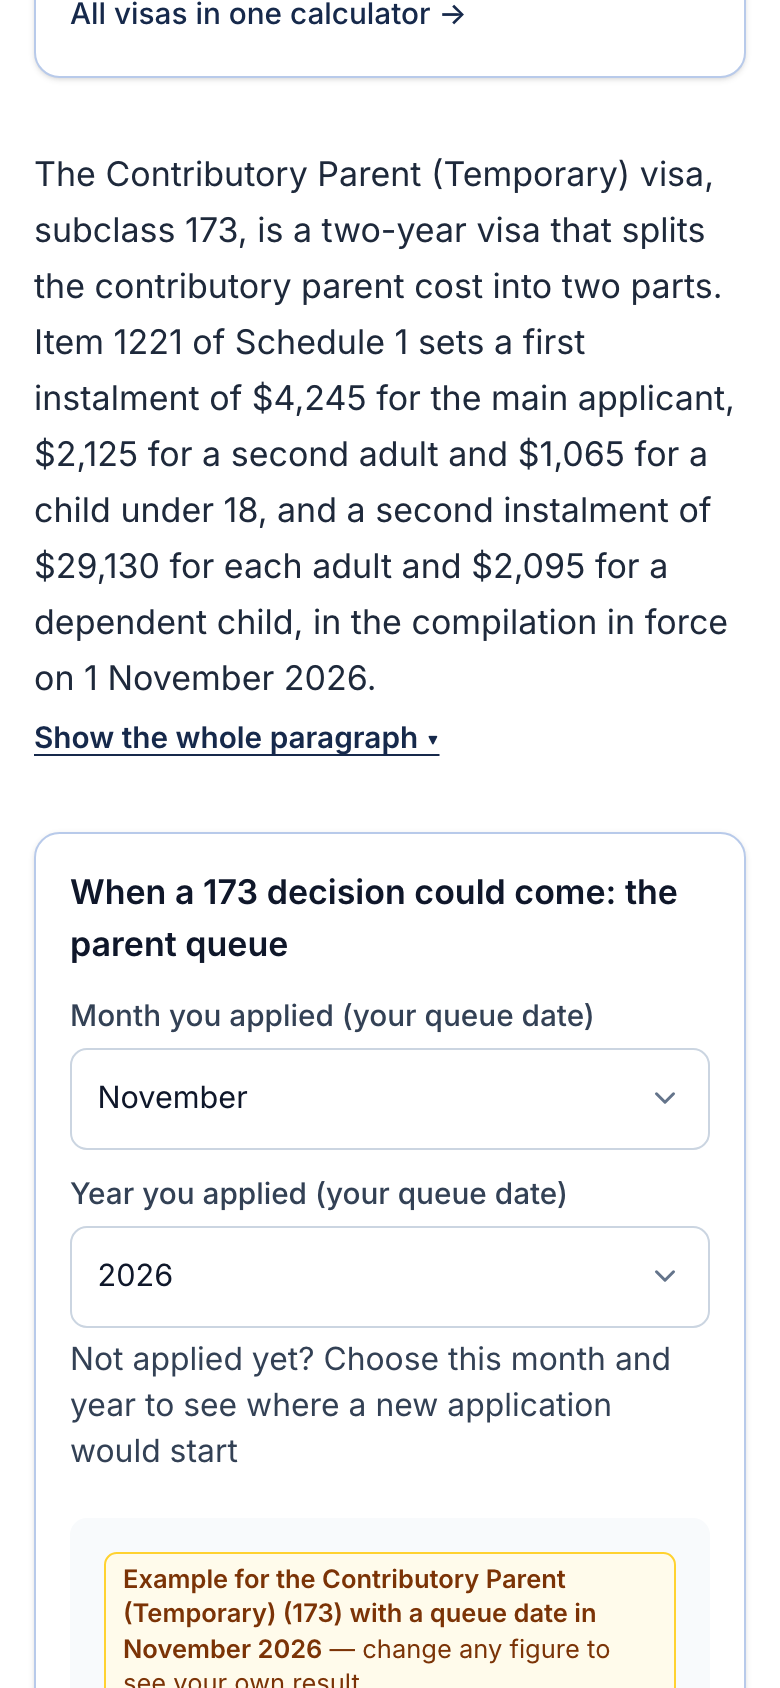 All visas in one calculator →
The Contributory Parent (Temporary) visa,
subclass 173, is a two-year visa that splits
the contributory parent cost into two parts.
Item 1221 of Schedule 1 sets a first
instalment of $4,245 for the main applicant,
$2,125 for a second adult and $1,065 for a
child under 18, and a second instalment of
$29,130 for each adult and $2,095 for a
dependent child, in the compilation in force
on 1 November 2026.
Show the whole paragraph ▾
When a 173 decision could come: the
parent queue
Month you applied (your queue date)
November
Year you applied (your queue date)
2026
Not applied yet? Choose this month and
year to see where a new application
would start
Example for the Contributory Parent
(Temporary) (173) with a queue date in
November 2026 — change any figure to
see your own result